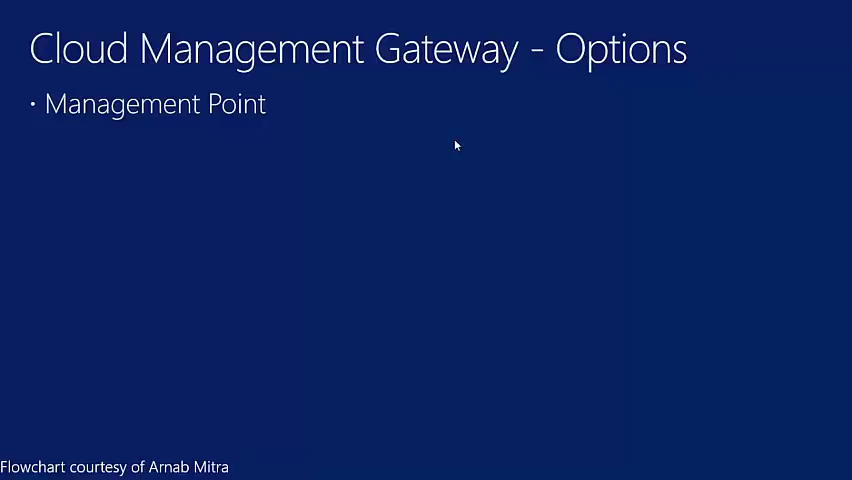 Cloud Management Gateway - Options
• Management Point
Flowchart courtesy of Arnab Mitra